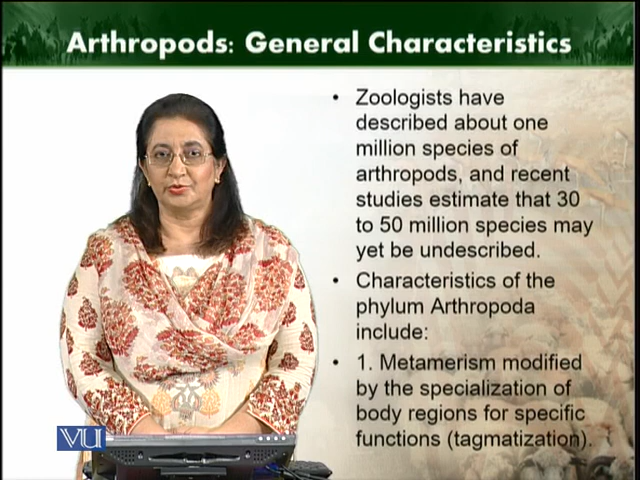 Arthropods: General Characteristics
• Zoologists have
described about one
million species of
arthropods, and recent
studies estimate that 30
to 50 million species may
yet be undescribed.
• Characteristics of the
phylum Arthropoda
include:
• 1. Metamerism modified
by the specialization of
body regions for specific
functions (tagmatization).
VU